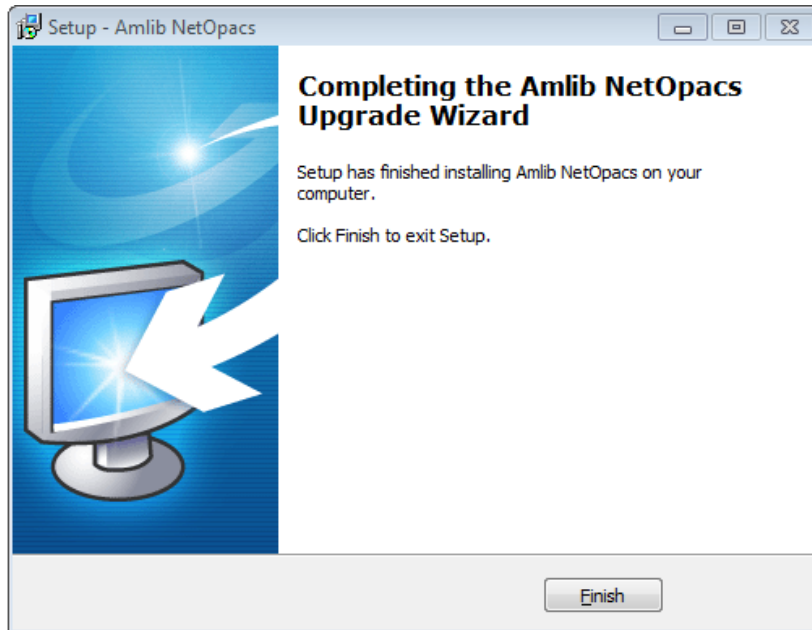 Setup - Amlib NetOpacs
Completing the Amlib NetOpacs
Upgrade Wizard
Setup has finished installing Amlib NetOpacs on your
computer.
Click Finish to exit Setup.
Finish